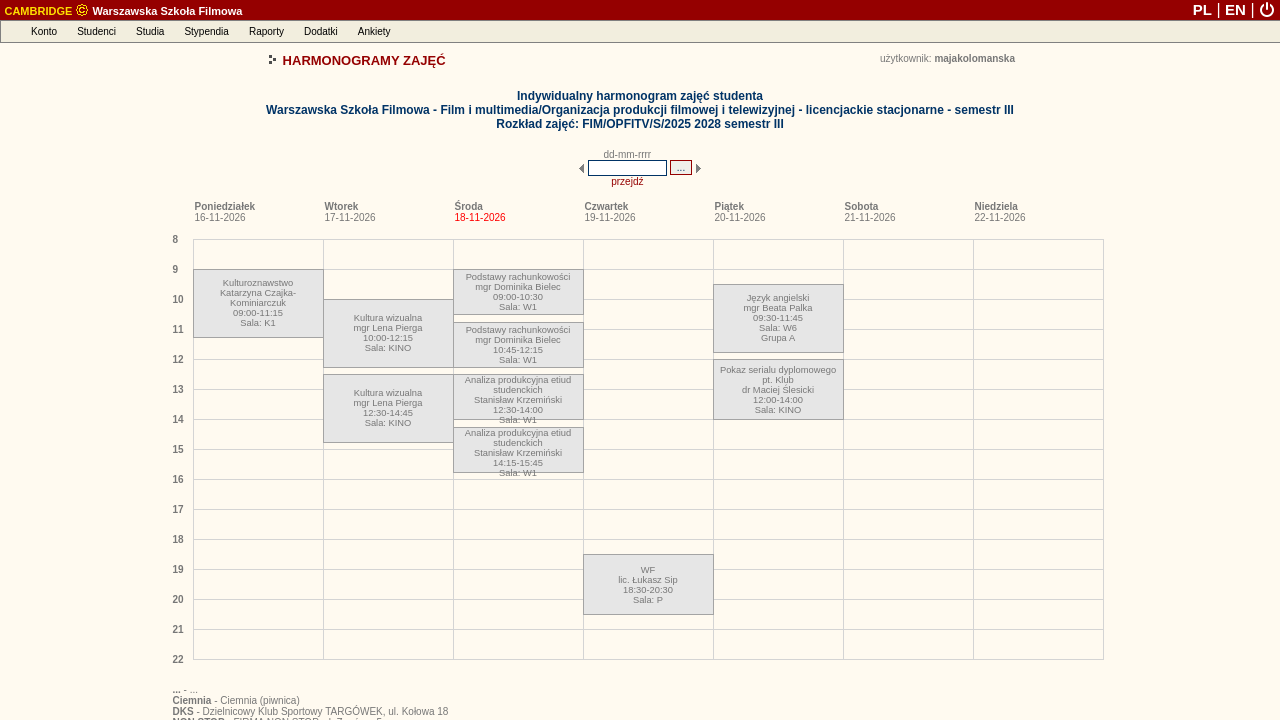 CAMBRIDGE Warszawska Szkoła Filmowa
PL | EN |
Konto Studenci Studia Stypendia Raporty Dodatki Ankiety
HARMONOGRAMY ZAJĘĆ
użytkownik: majakolomanska
Indywidualny harmonogram zajęć studenta
Warszawska Szkoła Filmowa - Film i multimedia/Organizacja produkcji filmowej i telewizyjnej - licencjackie stacjonarne - semestr III
Rozkład zajęć: FIM/OPFITV/S/2025 2028 semestr III
dd-mm-rrrr
...
przejdź
Poniedziałek Wtorek Środa Czwartek Piątek Sobota Niedziela
16-11-2026 17-11-2026 18-11-2026 19-11-2026 20-11-2026 21-11-2026 22-11-2026
8
9
10
11
12
13
14
15
16
17
18
19
20
21
22
Kulturoznawstwo
Katarzyna Czajka-
Kominiarczuk
09:00-11:15
Sala: K1
Kultura wizualna
mgr Lena Pierga
10:00-12:15
Sala: KINO
Kultura wizualna
mgr Lena Pierga
12:30-14:45
Sala: KINO
Podstawy rachunkowości
mgr Dominika Bielec
09:00-10:30
Sala: W1
Podstawy rachunkowości
mgr Dominika Bielec
10:45-12:15
Sala: W1
Analiza produkcyjna etiud
studenckich
Stanisław Krzemiński
12:30-14:00
Sala: W1
Analiza produkcyjna etiud
studenckich
Stanisław Krzemiński
14:15-15:45
Sala: W1
WF
lic. Łukasz Sip
18:30-20:30
Sala: P
Język angielski
mgr Beata Palka
09:30-11:45
Sala: W6
Grupa A
Pokaz serialu dyplomowego
pt. Klub
dr Maciej Ślesicki
12:00-14:00
Sala: KINO
... - ...
Ciemnia - Ciemnia (piwnica)
DKS - Dzielnicowy Klub Sportowy TARGÓWEK, ul. Kołowa 18